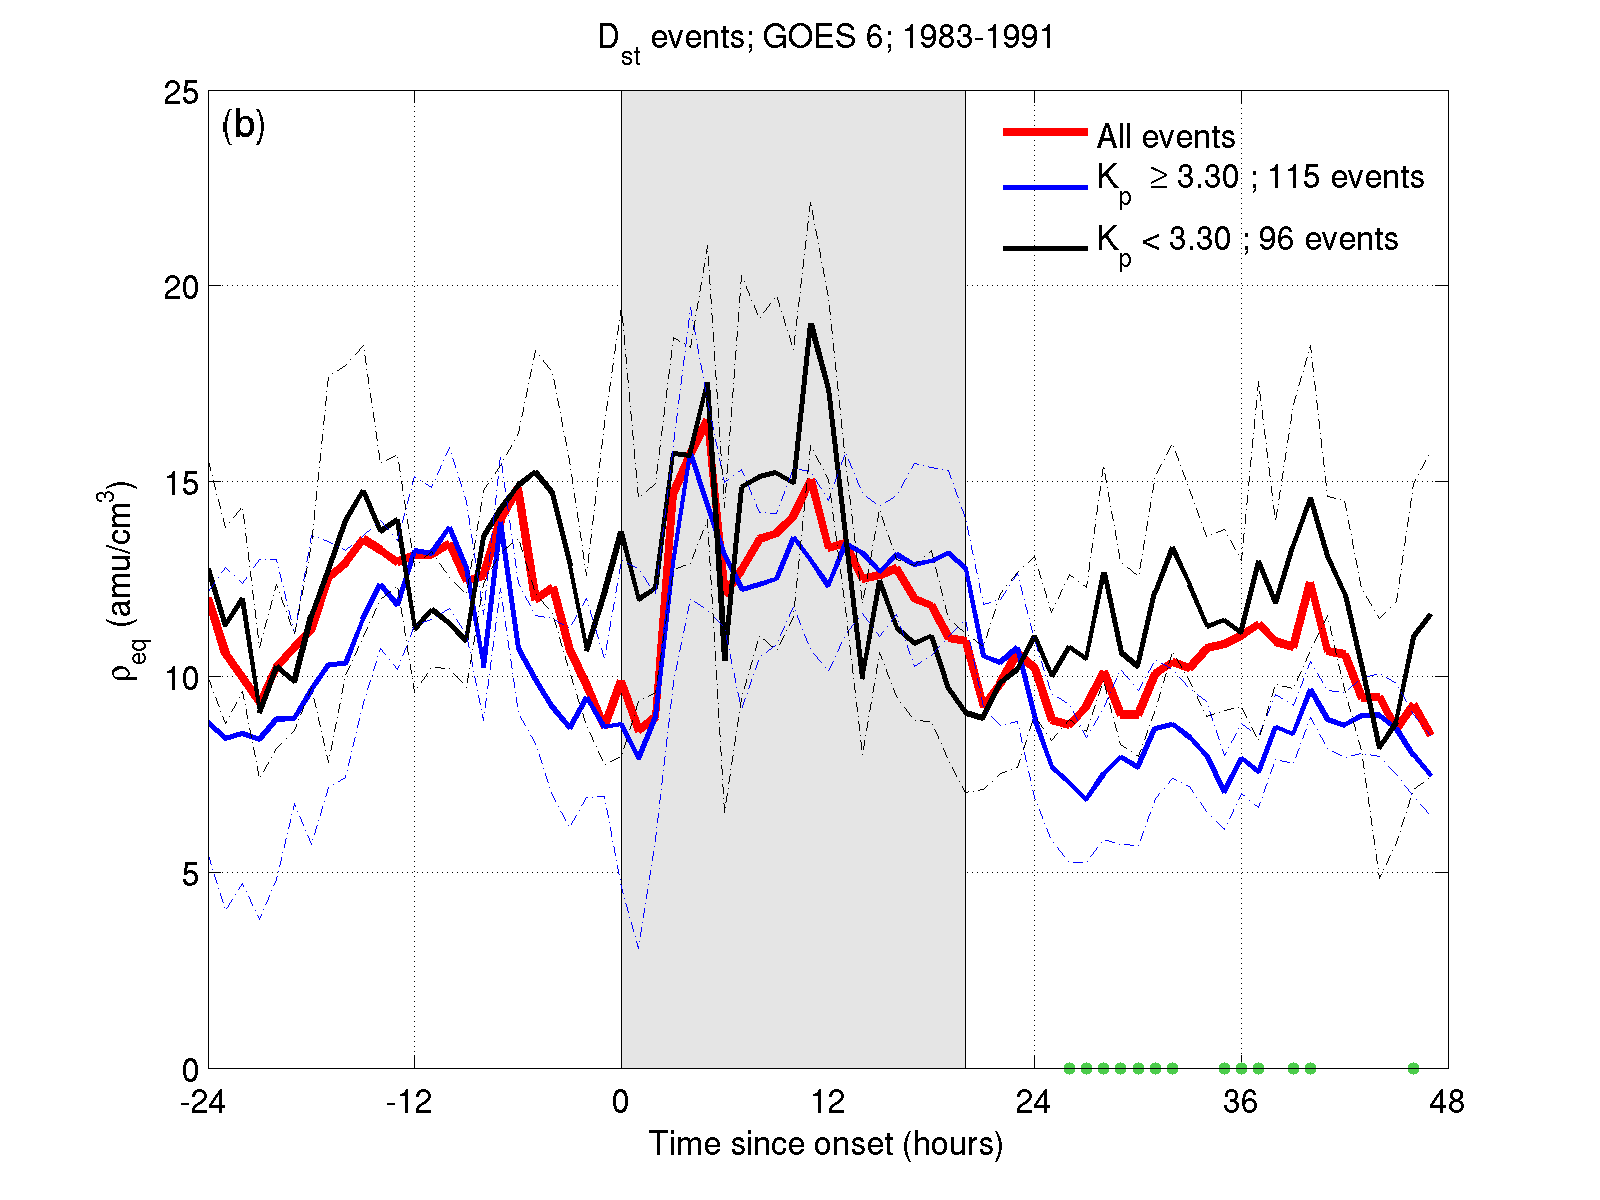 D_st events; GOES 6; 1983-1991
(b)
All events
K_p ≥ 3.30 ; 115 events
K_p < 3.30 ; 96 events
25
20
15
10
5
0
ρ_eq (amu/cm³)
-24 -12 0 12 24 36 48
Time since onset (hours)